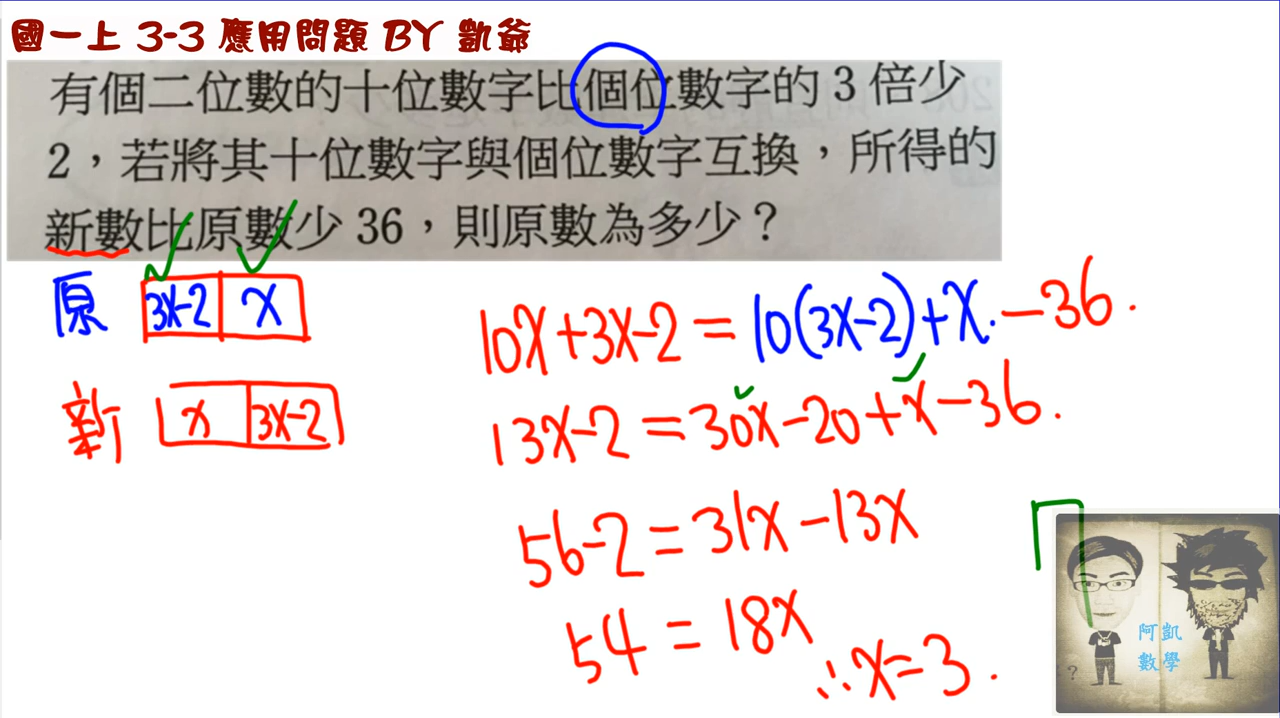 國一上 3-3 應用問題 BY 凱爺
有個二位數的十位數字比個位數字的 3 倍少
2，若將其十位數字與個位數字互換，所得的
新數比原數少 36，則原數為多少？
原 3x-2 x
新 x 3x-2
10x+3x-2=10(3x-2)+x-36.
13x-2=30x-20+x-36.
56-2=31x-13x
54=18x
∴x=3.
阿凱
數學
?